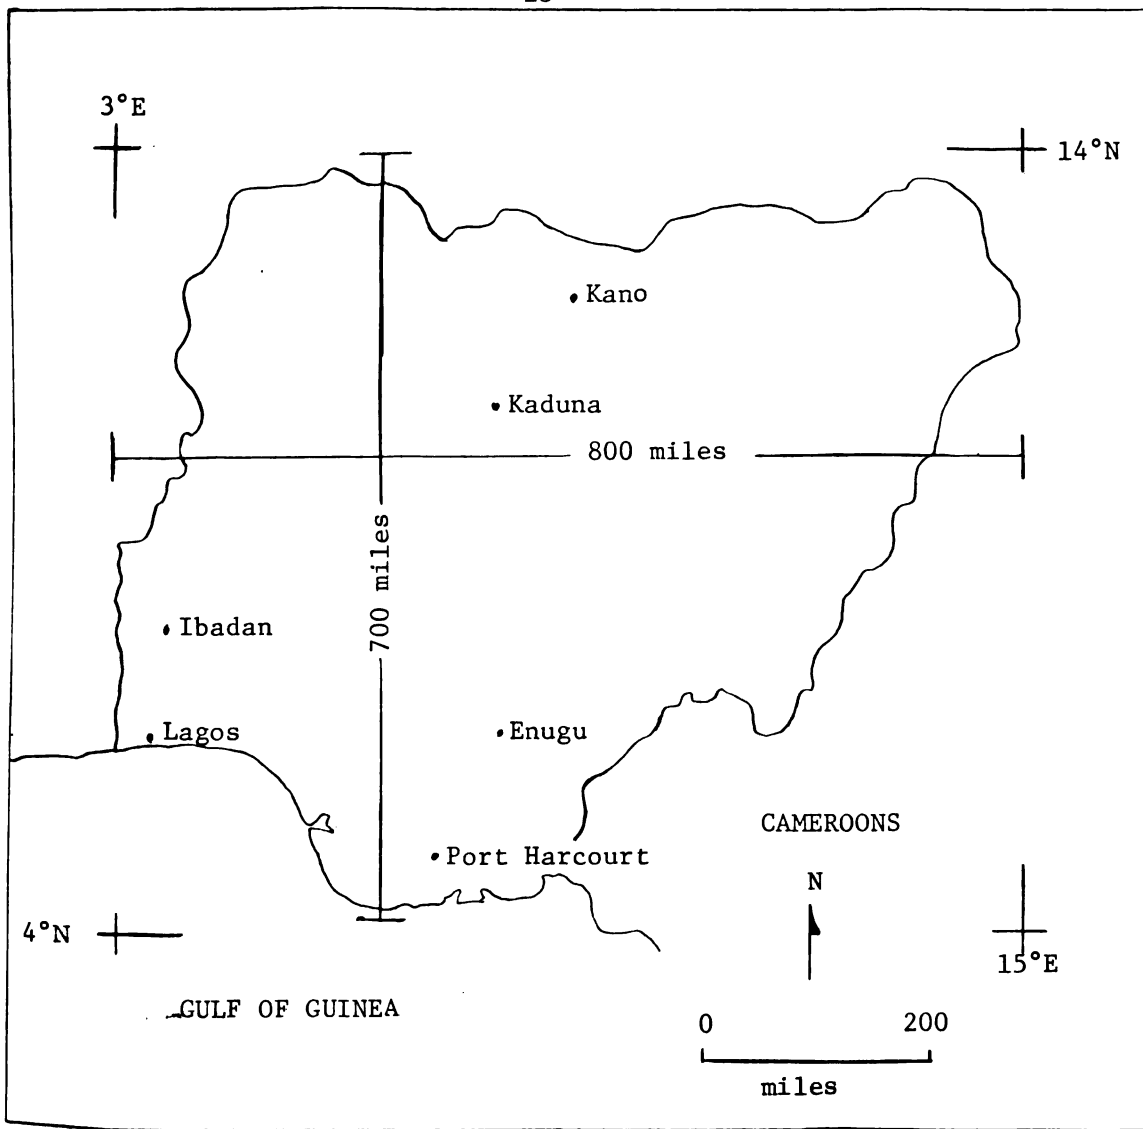 3°E
14°N
Kano
Kaduna
800 miles
700 miles
Ibadan
Lagos
Enugu
CAMEROONS
Port Harcourt
N
4°N
15°E
GULF OF GUINEA
0 200
miles